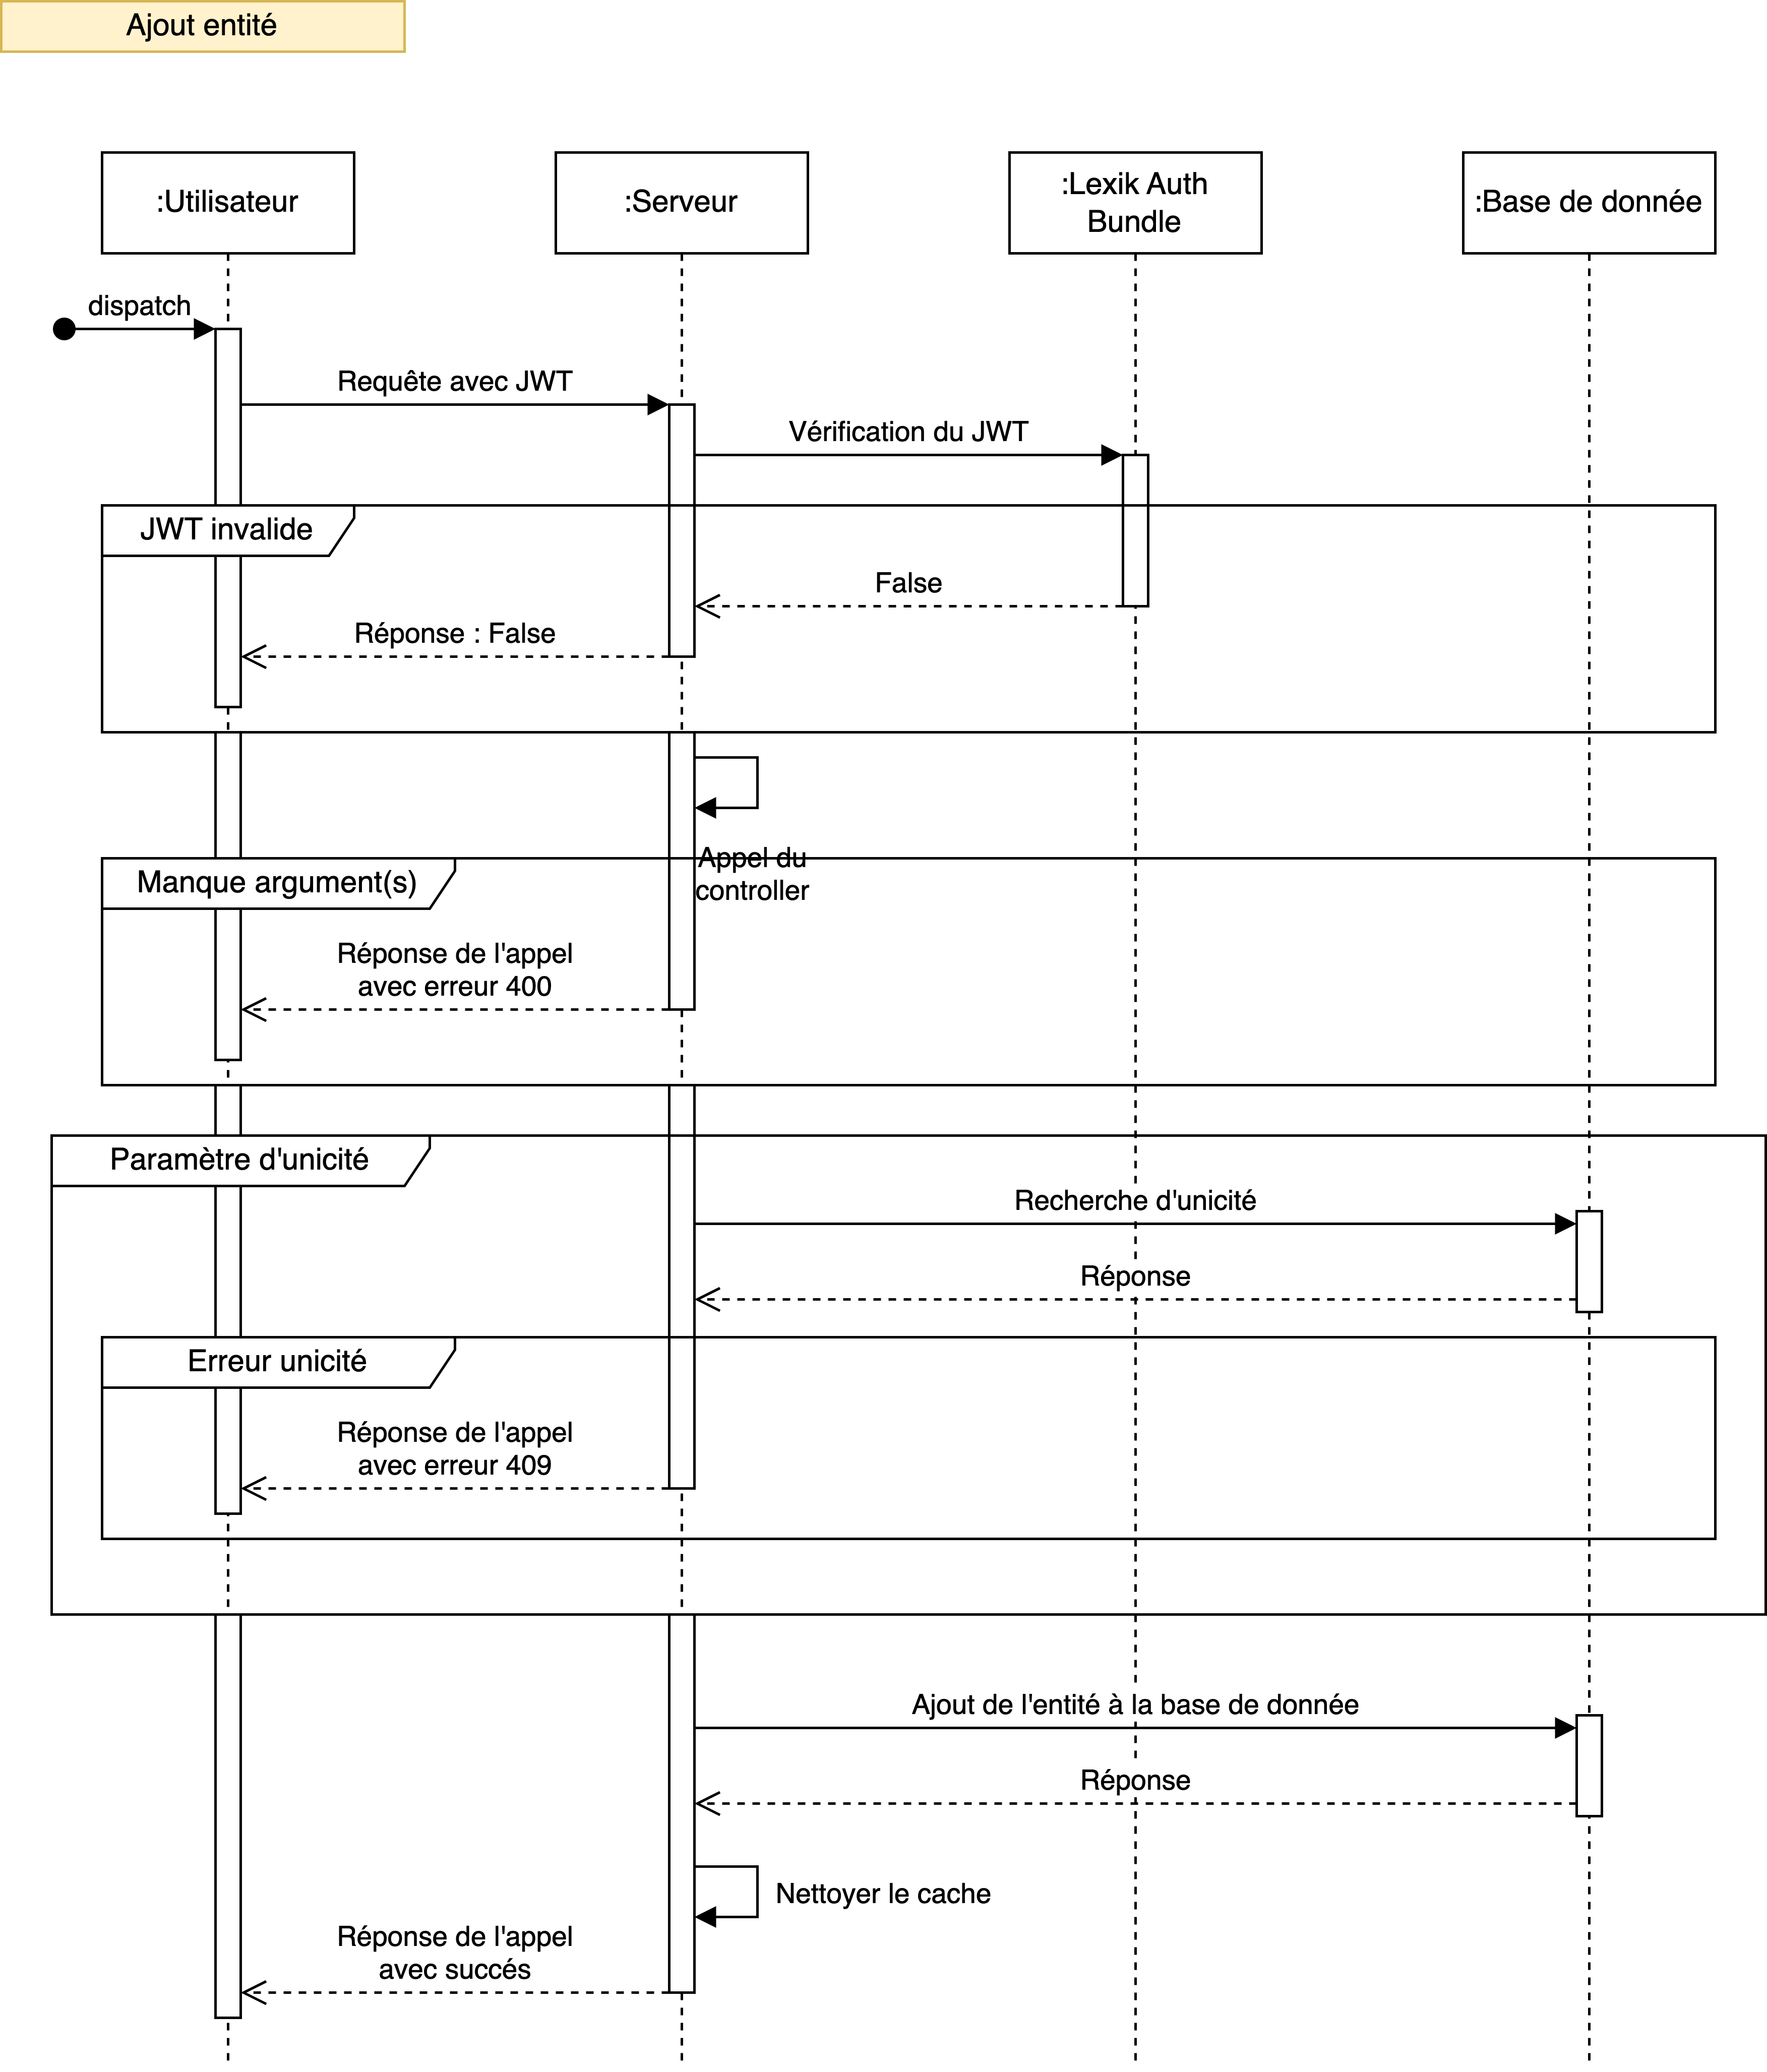 Ajout entité
:Utilisateur
:Serveur
:Lexik Auth
Bundle
:Base de donnée
dispatch
Requête avec JWT
Vérification du JWT
JWT invalide
False
Réponse : False
Appel du
controller
Manque argument(s)
Réponse de l'appel
avec erreur 400
Paramètre d'unicité
Recherche d'unicité
Réponse
Erreur unicité
Réponse de l'appel
avec erreur 409
Ajout de l'entité à la base de donnée
Réponse
Nettoyer le cache
Réponse de l'appel
avec succés